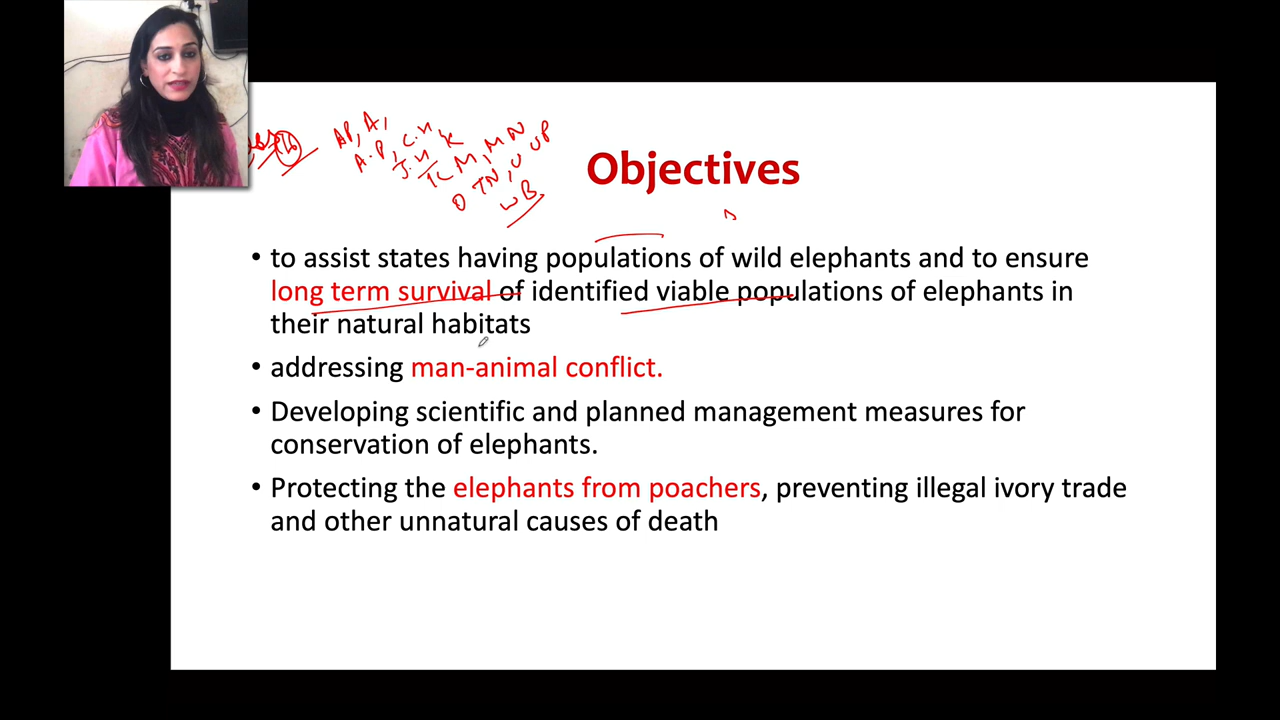 AP, A,
A.P, C.H, K
J.H, K M, MN
O TN, U UP
WB
16
Objectives
• to assist states having populations of wild elephants and to ensure
long term survival of identified viable populations of elephants in
their natural habitats
• addressing man-animal conflict.
• Developing scientific and planned management measures for
conservation of elephants.
• Protecting the elephants from poachers, preventing illegal ivory trade
and other unnatural causes of death